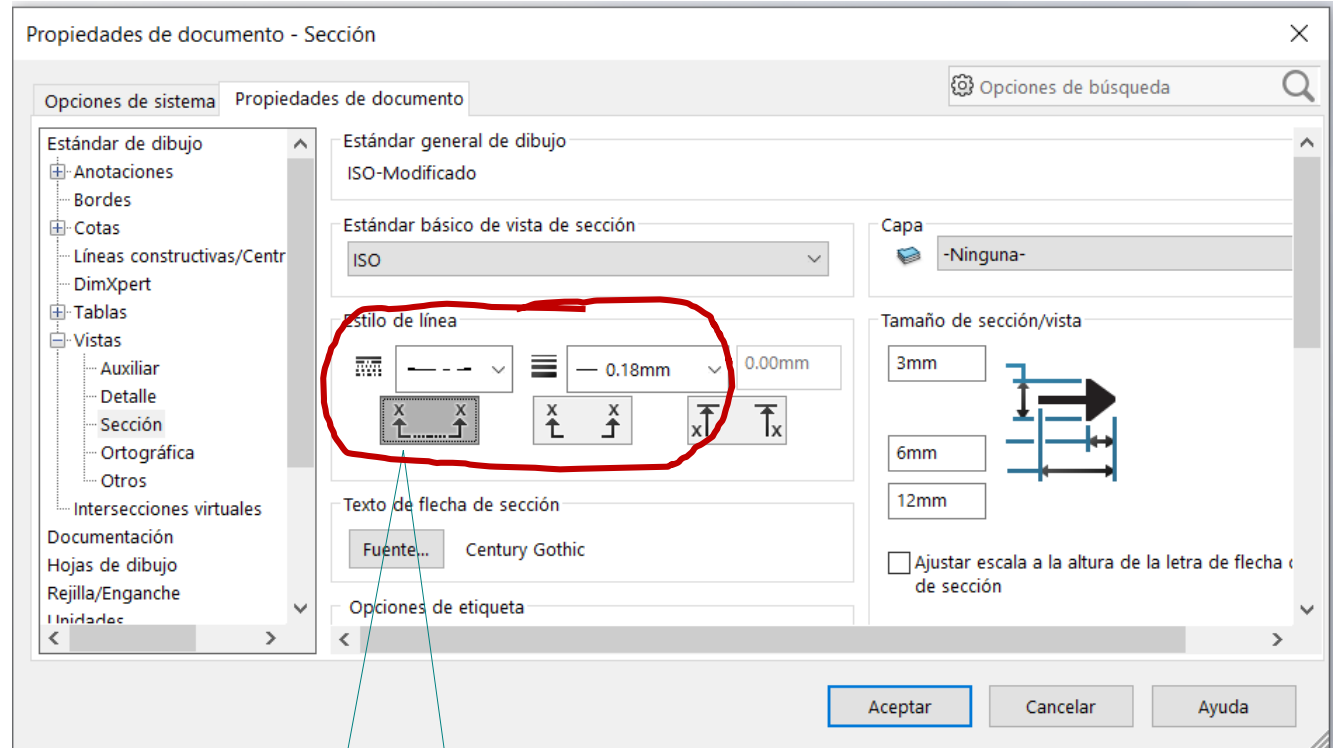 Propiedades de documento - Sección
Opciones de búsqueda
Opciones de sistema
Propiedades de documento
Estándar de dibujo
Anotaciones
Bordes
Cotas
Líneas constructivas/Centr
DimXpert
Tablas
Vistas
Auxiliar
Detalle
Sección
Ortográfica
Otros
Intersecciones virtuales
Documentación
Hojas de dibujo
Rejilla/Enganche
Unidades
Estándar general de dibujo
ISO-Modificado
Estándar básico de vista de sección
ISO
Capa
-Ninguna-
Estilo de línea
0.18mm
0.00mm
X X
X X
X X
Tamaño de sección/vista
3mm
6mm
12mm
Texto de flecha de sección
Fuente...
Century Gothic
Ajustar escala a la altura de la letra de flecha
de sección
Opciones de etiqueta
Aceptar
Cancelar
Ayuda